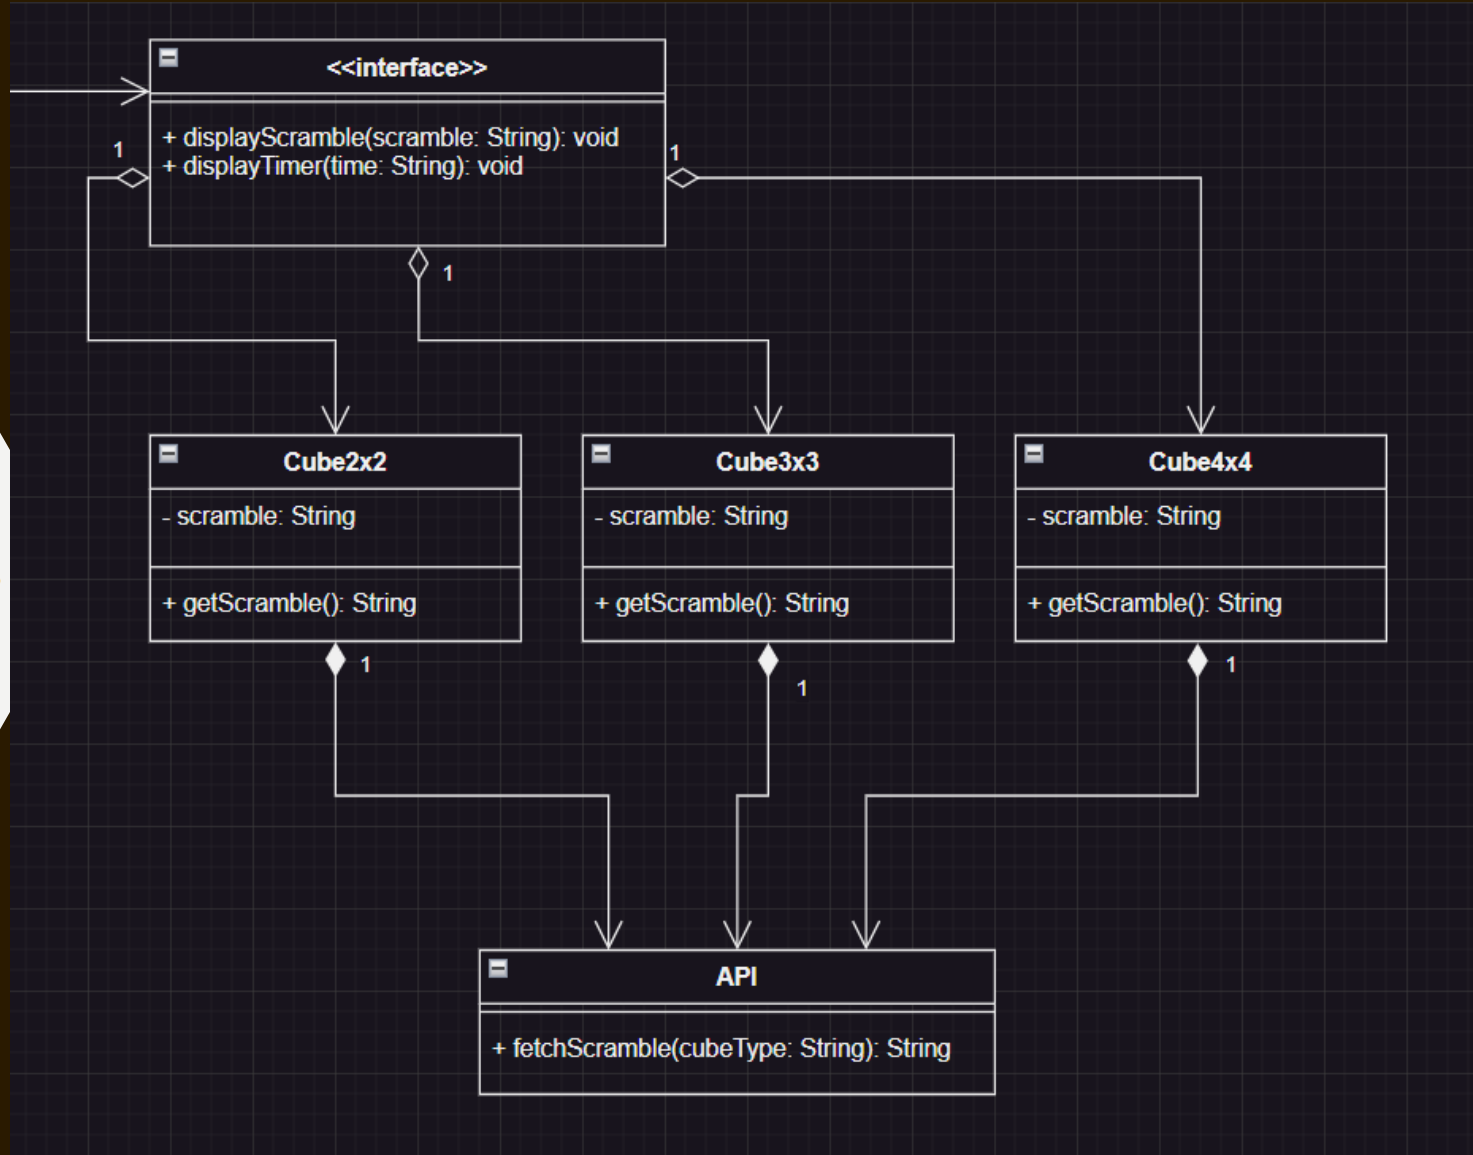 <<interface>>
+ displayScramble(scramble: String): void
+ displayTimer(time: String): void
1
1
1
Cube2x2
- scramble: String
+ getScramble(): String
1
Cube3x3
- scramble: String
+ getScramble(): String
1
Cube4x4
- scramble: String
+ getScramble(): String
1
API
+ fetchScramble(cubeType: String): String